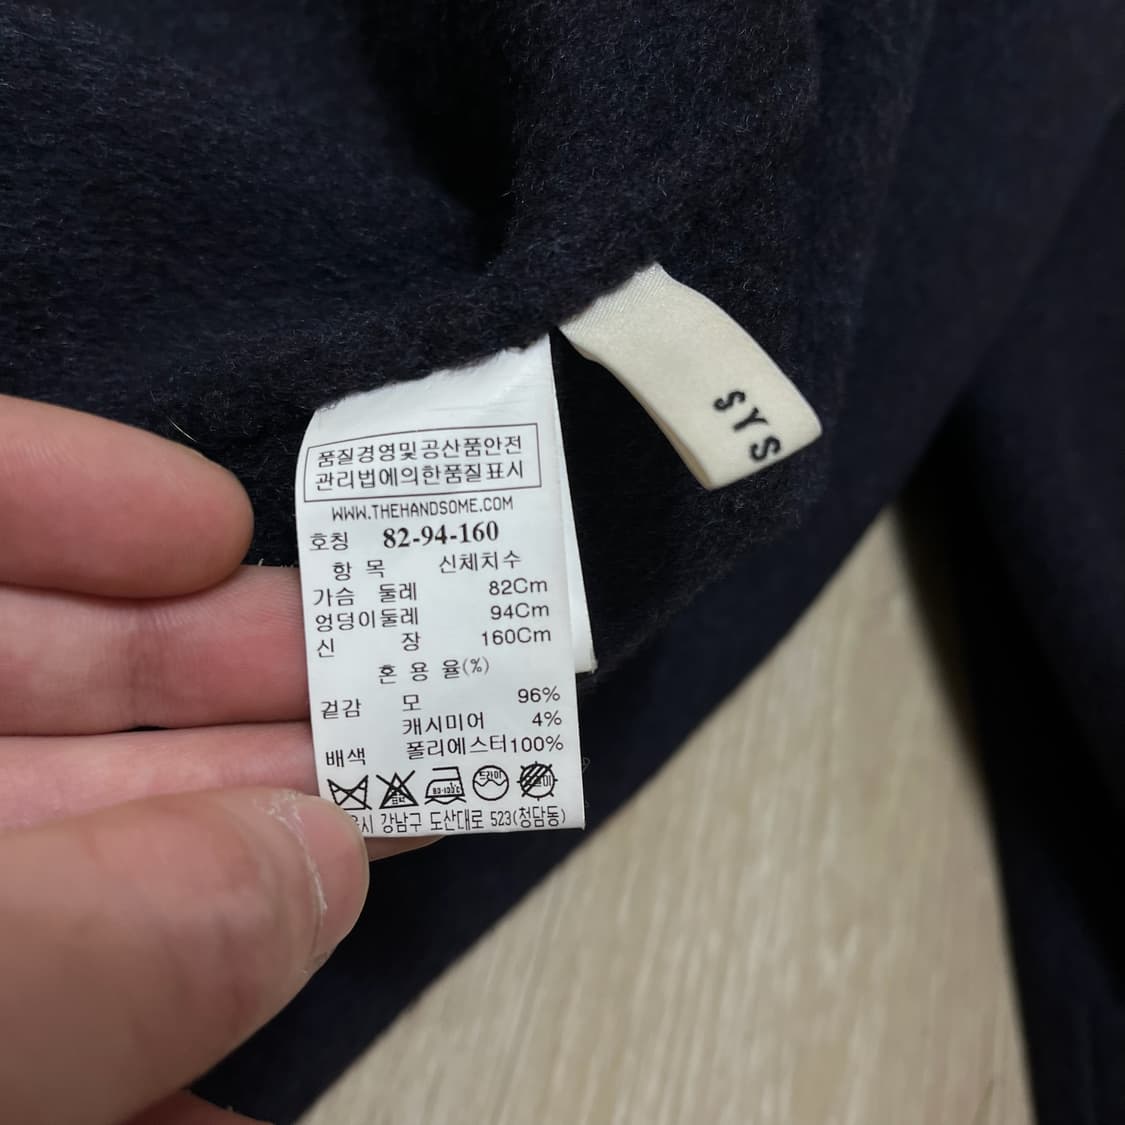 품질경영및공산품안전
관리법에의한품질표시
WWW.THEHANDSOME.COM
호칭 82-94-160
항 목 신체치수
가슴 둘레 82Cm
엉덩이둘레 94Cm
신 장 160Cm
혼 용 율(%)
겉감 모 96%
캐시미어 4%
배색 폴리에스터100%
드라이
시 강남구 도산대로 523(청담동)
SYS